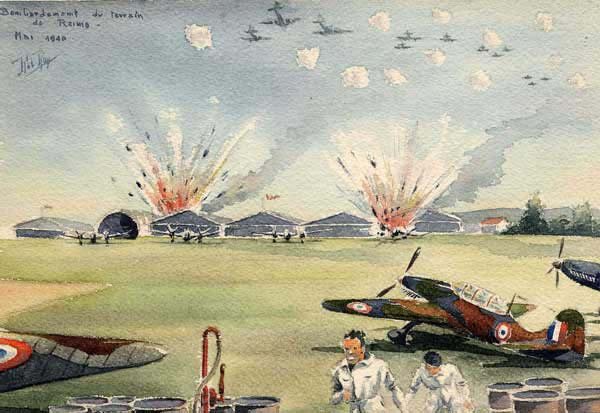 Bombardement du terrain
de Reims -
Mai 1940